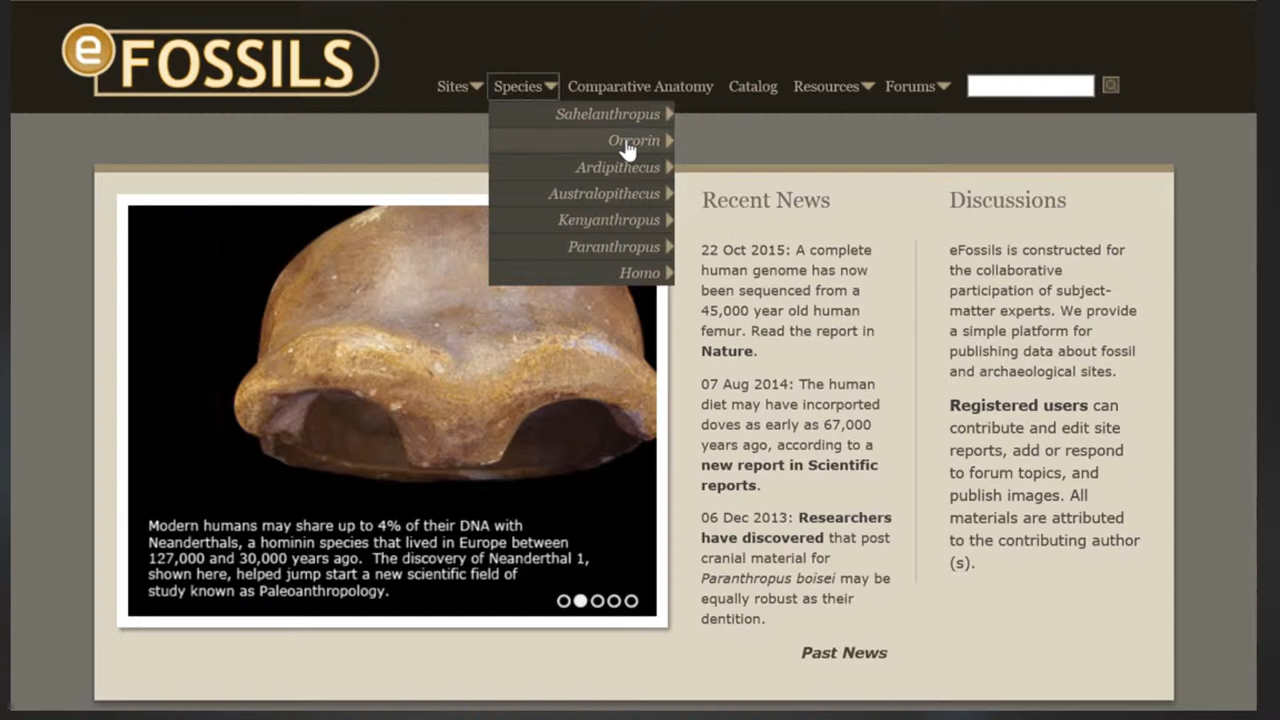 e FOSSILS
Sites Species Comparative Anatomy Catalog Resources Forums
Sahelanthropus
Orrorin
Ardipithecus
Australopithecus
Kenyanthropus
Paranthropus
Homo
Modern humans may share up to 4% of their DNA with
Neanderthals, a hominin species that lived in Europe between
127,000 and 30,000 years ago. The discovery of Neanderthal 1,
shown here, helped jump start a new scientific field of
study known as Paleoanthropology.
Recent News
22 Oct 2015: A complete
human genome has now
been sequenced from a
45,000 year old human
femur. Read the report in
Nature.
07 Aug 2014: The human
diet may have incorporated
doves as early as 67,000
years ago, according to a
new report in Scientific
reports.
06 Dec 2013: Researchers
have discovered that post
cranial material for
Paranthropus boisei may be
equally robust as their
dentition.
Past News
Discussions
eFossils is constructed for
the collaborative
participation of subject-
matter experts. We provide
a simple platform for
publishing data about fossil
and archaeological sites.
Registered users can
contribute and edit site
reports, add or respond
to forum topics, and
publish images. All
materials are attributed
to the contributing author
(s).